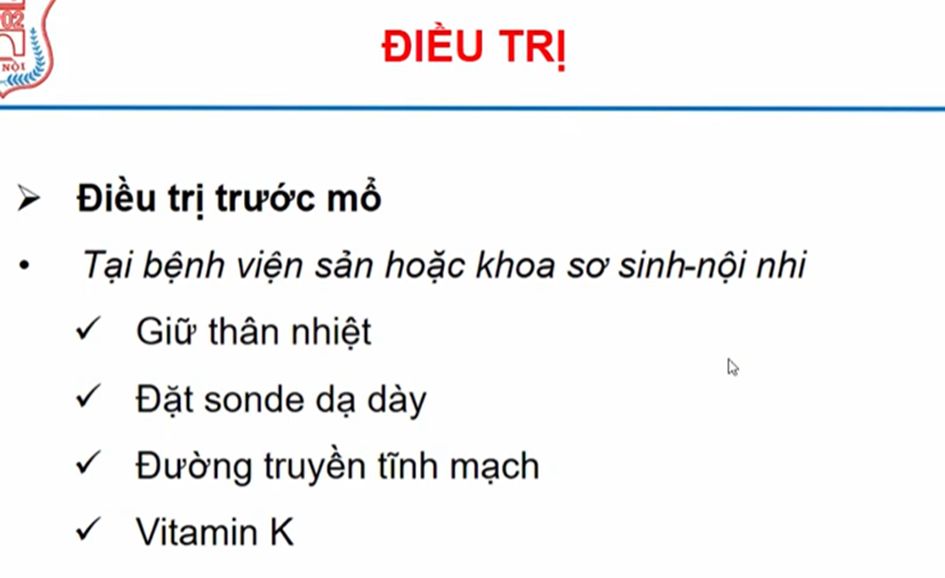 02
NỘI
ĐIỀU TRỊ
Điều trị trước mổ
Tại bệnh viện sản hoặc khoa sơ sinh-nội nhi
Giữ thân nhiệt
Đặt sonde dạ dày
Đường truyền tĩnh mạch
Vitamin K